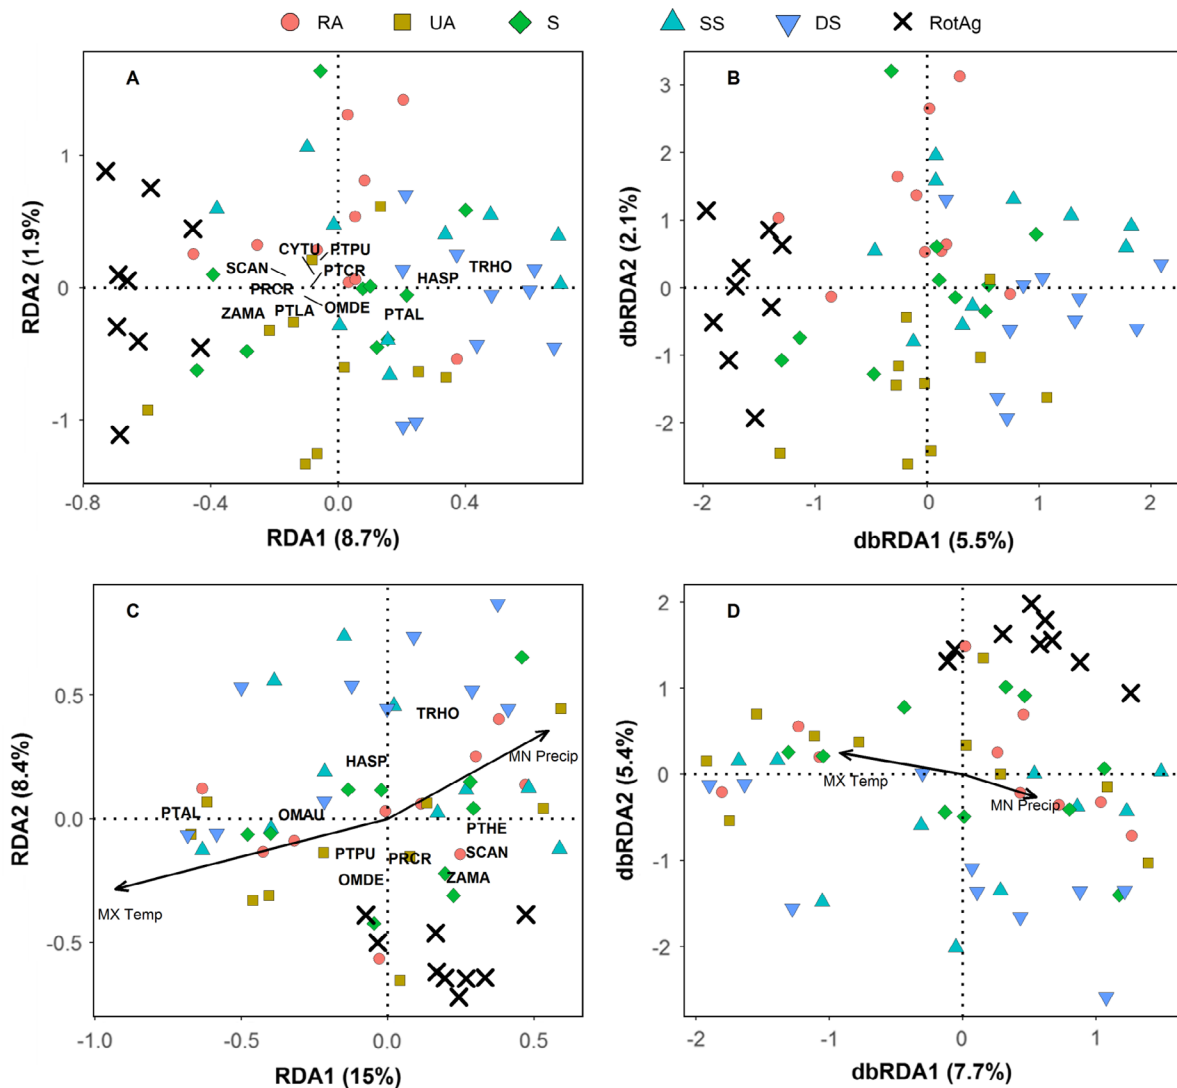 RA UA S SS DS RotAg
A
1
0
-1
RDA2 (1.9%)
CYTU PTPU
SCAN PTCR HASP TRHO
PRCR
ZAMA PTLA OMDE PTAL
-0.8 -0.4 0.0 0.4
RDA1 (8.7%)
B
3
2
1
0
-1
-2
dbRDA2 (2.1%)
-2 -1 0 1 2
dbRDA1 (5.5%)
C
0.5
0.0
-0.5
RDA2 (8.4%)
TRHO
MN Precip
HASP
PTAL OMAU PTHE
PTPU PRCR SCAN
OMDE ZAMA
MX Temp
-1.0 -0.5 0.0 0.5
RDA1 (15%)
D
2
1
0
-1
-2
dbRDA2 (5.4%)
MX Temp
MN Precip
-2 -1 0 1
dbRDA1 (7.7%)